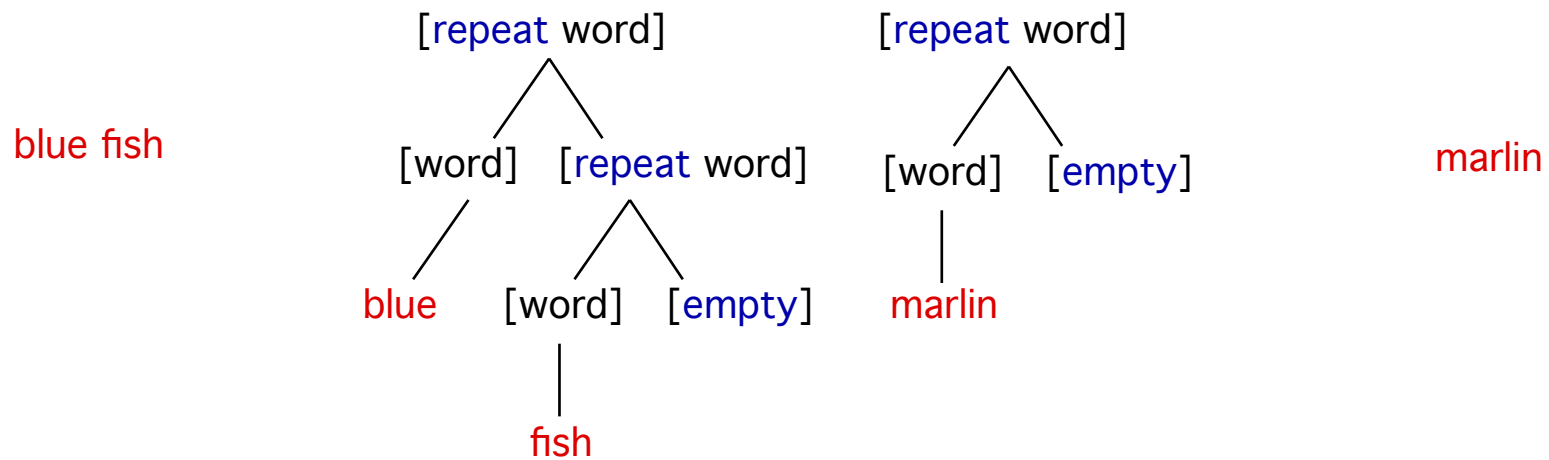 [repeat word] [repeat word]
blue fish [word] [repeat word] [word] [empty] marlin
blue [word] [empty] marlin
fish